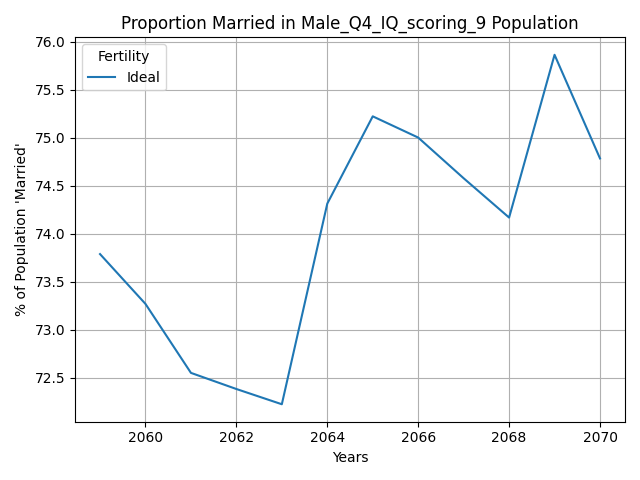 Proportion Married in Male_Q4_IQ_scoring_9 Population
76.0
75.5
75.0
74.5
74.0
73.5
73.0
72.5
% of Population 'Married'
Fertility
Ideal
2060 2062 2064 2066 2068 2070
Years